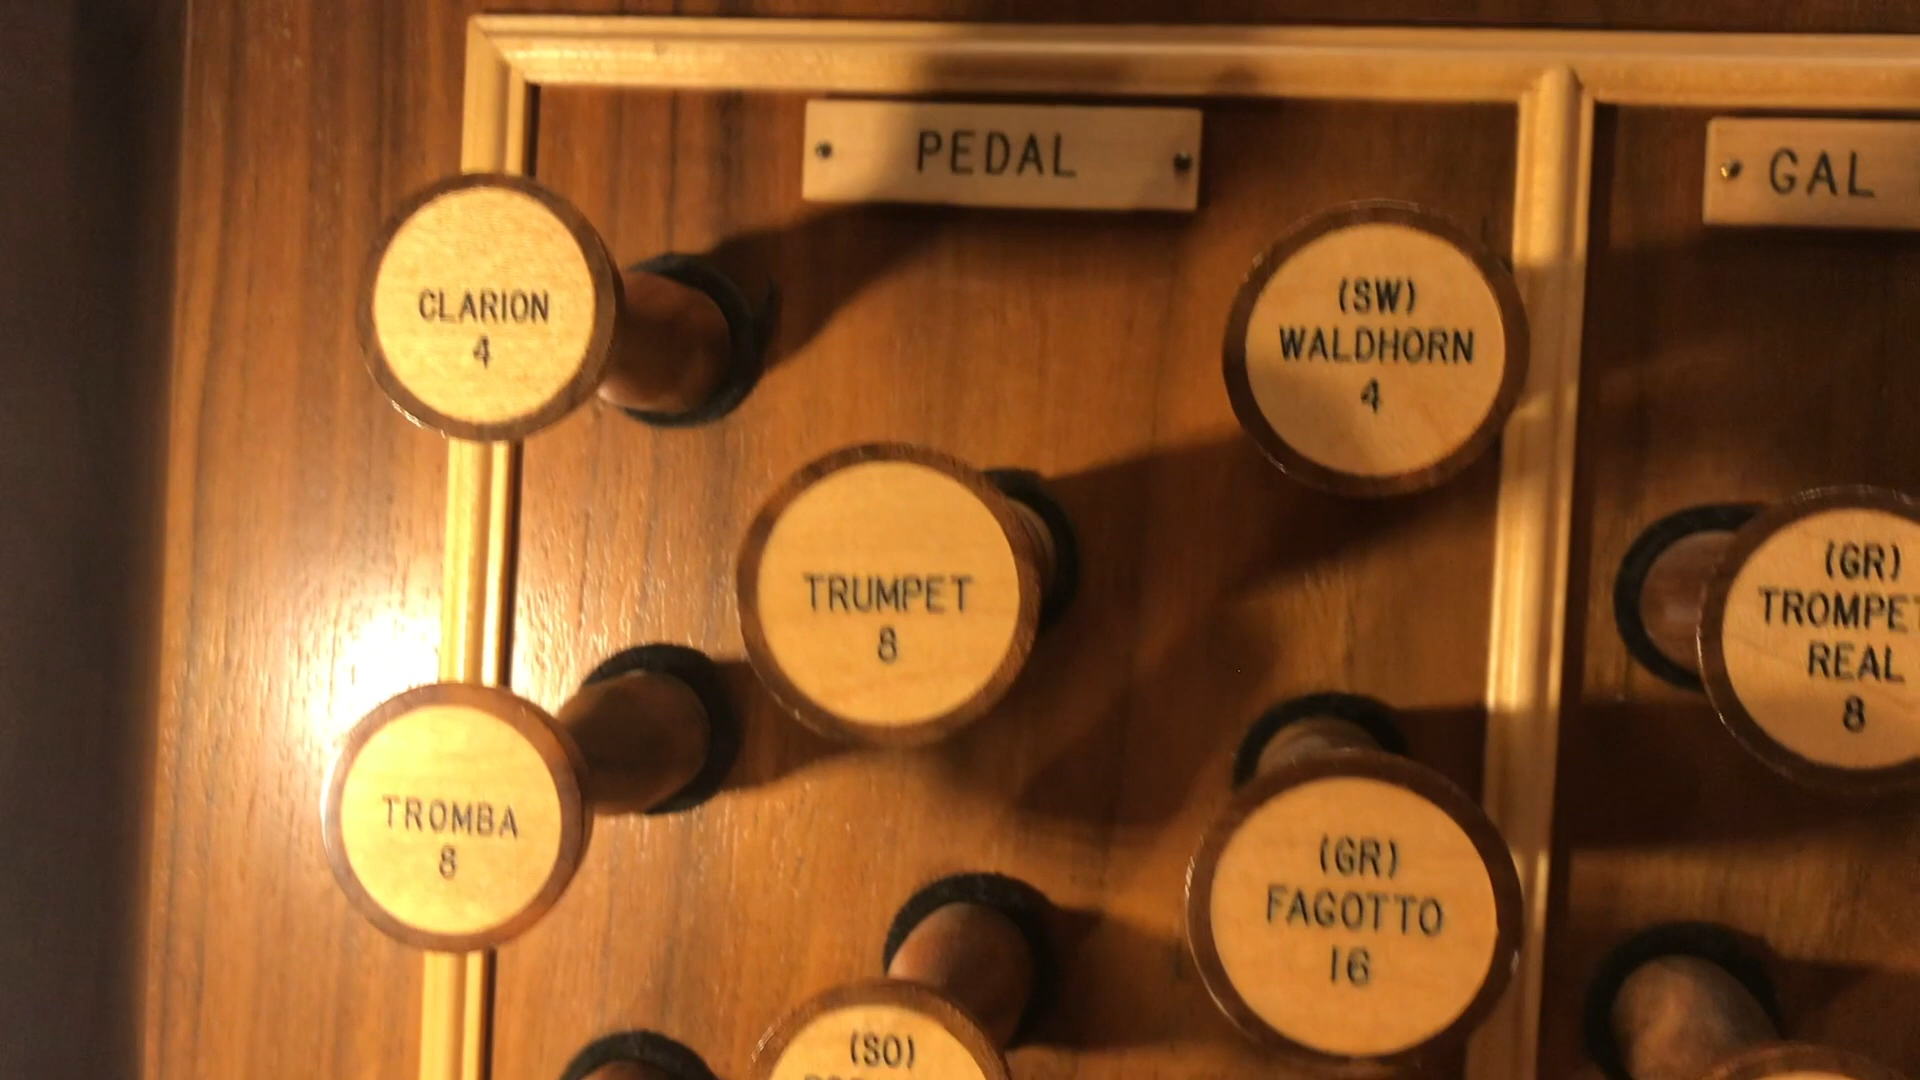 PEDAL
GAL
CLARION
4
(SW)
WALDHORN
4
TRUMPET
8
(GR)
TROMPET
REAL
8
TROMBA
8
(GR)
FAGOTTO
16
(SO)